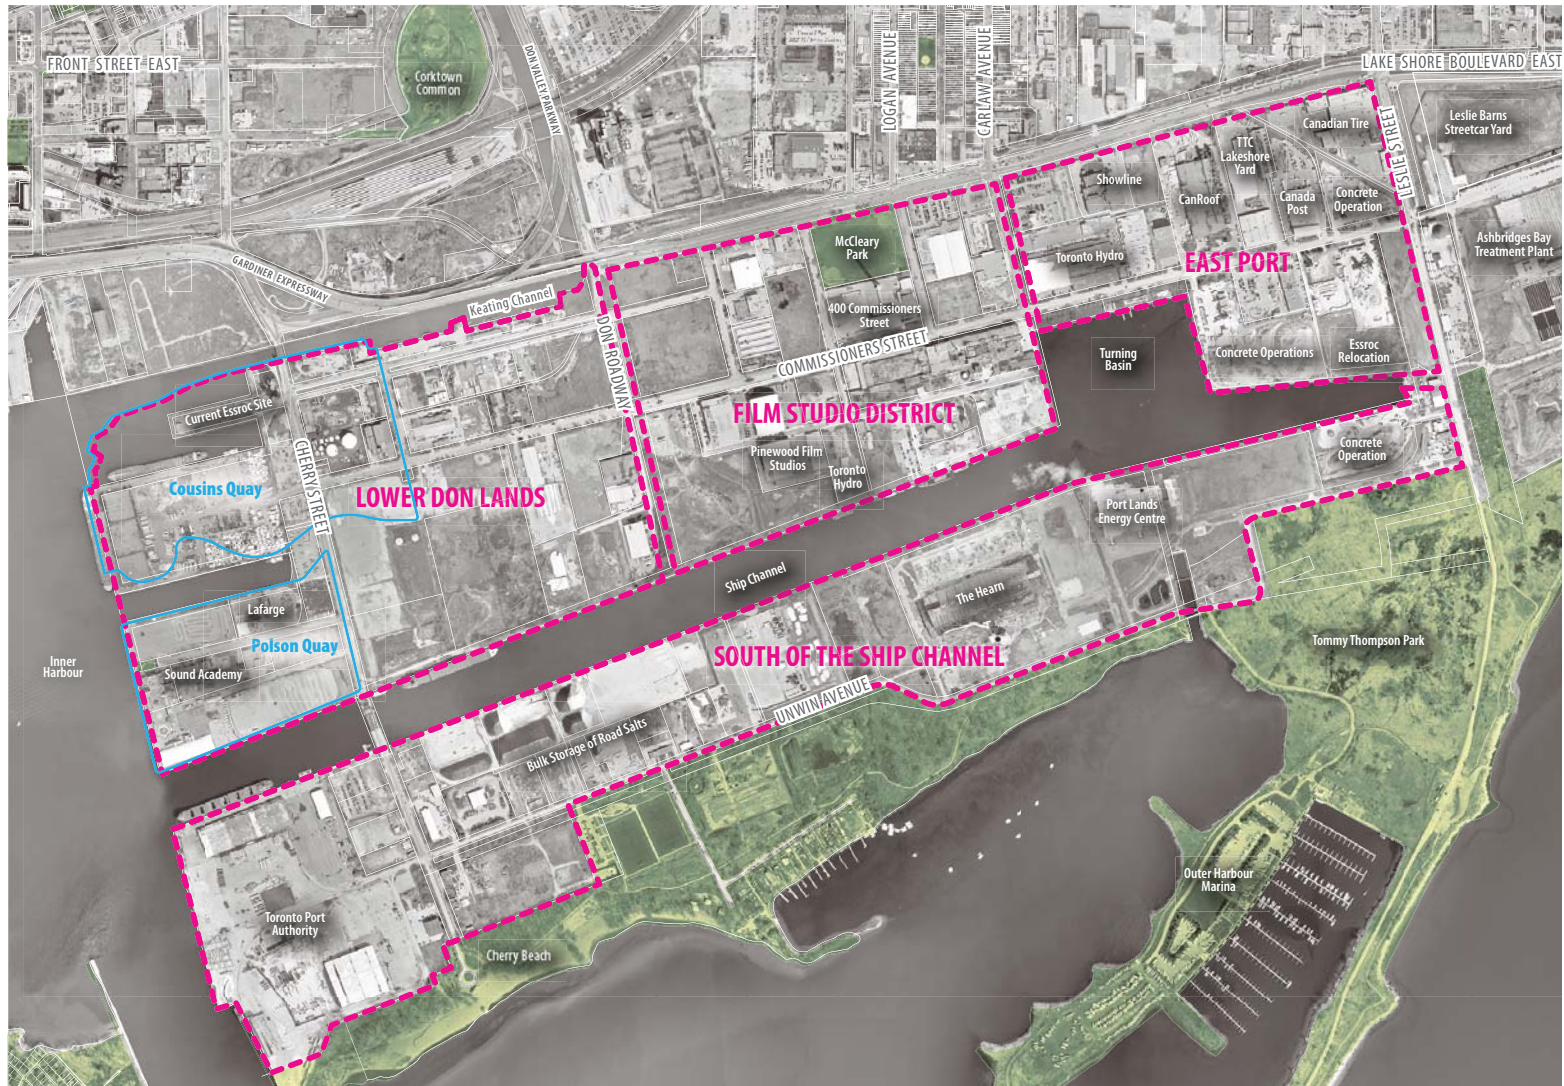 FRONT STREET EAST
Corktown
Common
DON VALLEY PARKWAY
LOGAN AVENUE
CARLAW AVENUE
LAKE SHORE BOULEVARD EAST
LESLIE STREET
Leslie Barns
Streetcar Yard
Canadian Tire
TTC
Lakeshore
Yard
Showline
CanRoof
Canada
Post
Concrete
Operation
Ashbridges Bay
Treatment Plant
McCleary
Park
Toronto Hydro
EAST PORT
GARDINER EXPRESSWAY
Keating Channel
400 Commissioners
Street
DON ROADWAY
COMMISSIONERS STREET
Turning
Basin
Concrete Operations
Essroc
Relocation
Current Essroc Site
FILM STUDIO DISTRICT
CHERRY STREET
Pinewood Film
Studios
Toronto
Hydro
Concrete
Operation
Cousins Quay
LOWER DON LANDS
Port Lands
Energy Centre
Ship Channel
The Hearn
Lafarge
Polson Quay
Tommy Thompson Park
Inner
Harbour
Sound Academy
SOUTH OF THE SHIP CHANNEL
UNWIN AVENUE
Bulk Storage of Road Salts
Outer Harbour
Marina
Toronto Port
Authority
Cherry Beach